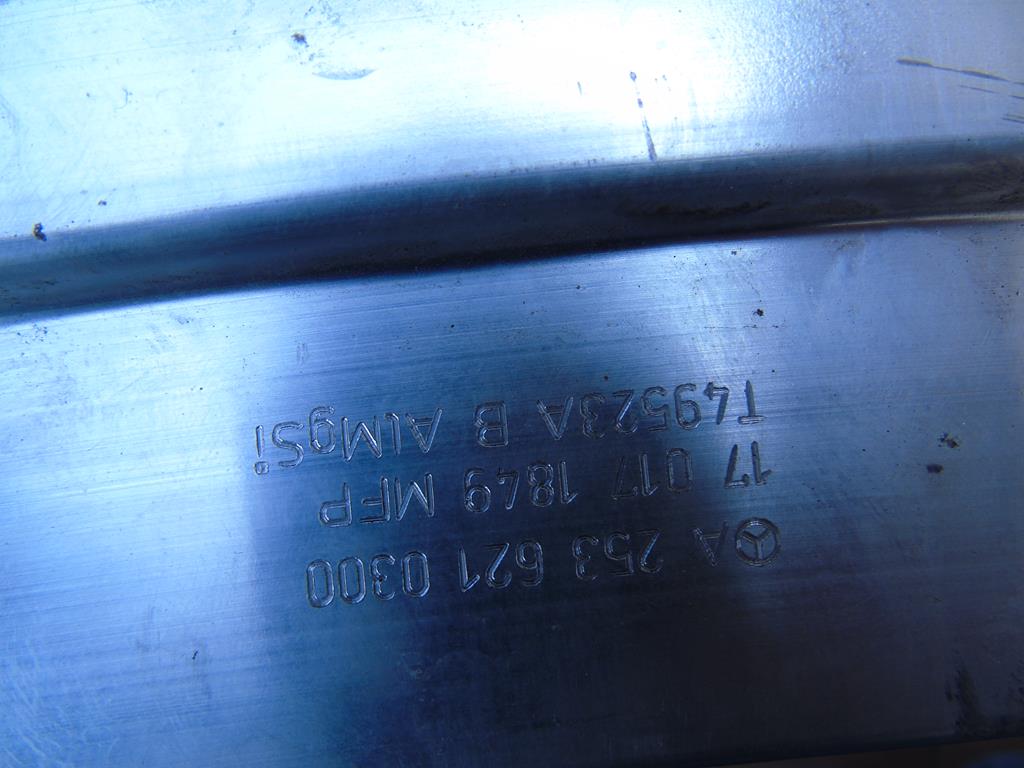 A 253 621 0300
17 017 1849 MFP
T49523A B AlMgSi